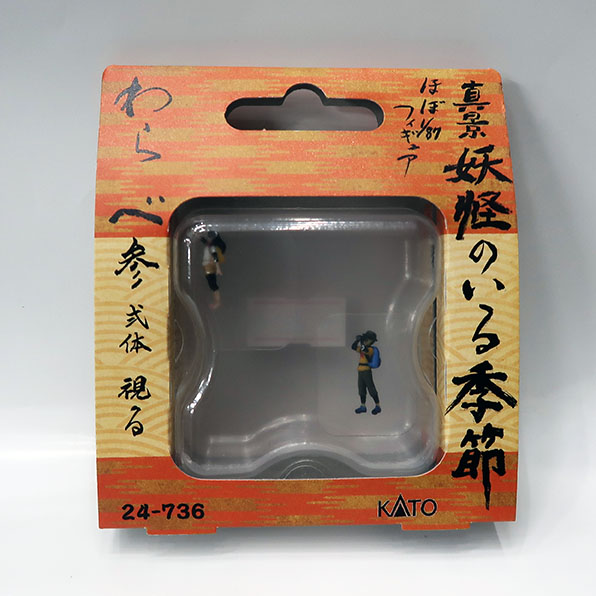 真景 妖怪のいる季節
ほぼ1/87
フィギュア
わらべ 参 弐体 視る
24-736
KATO